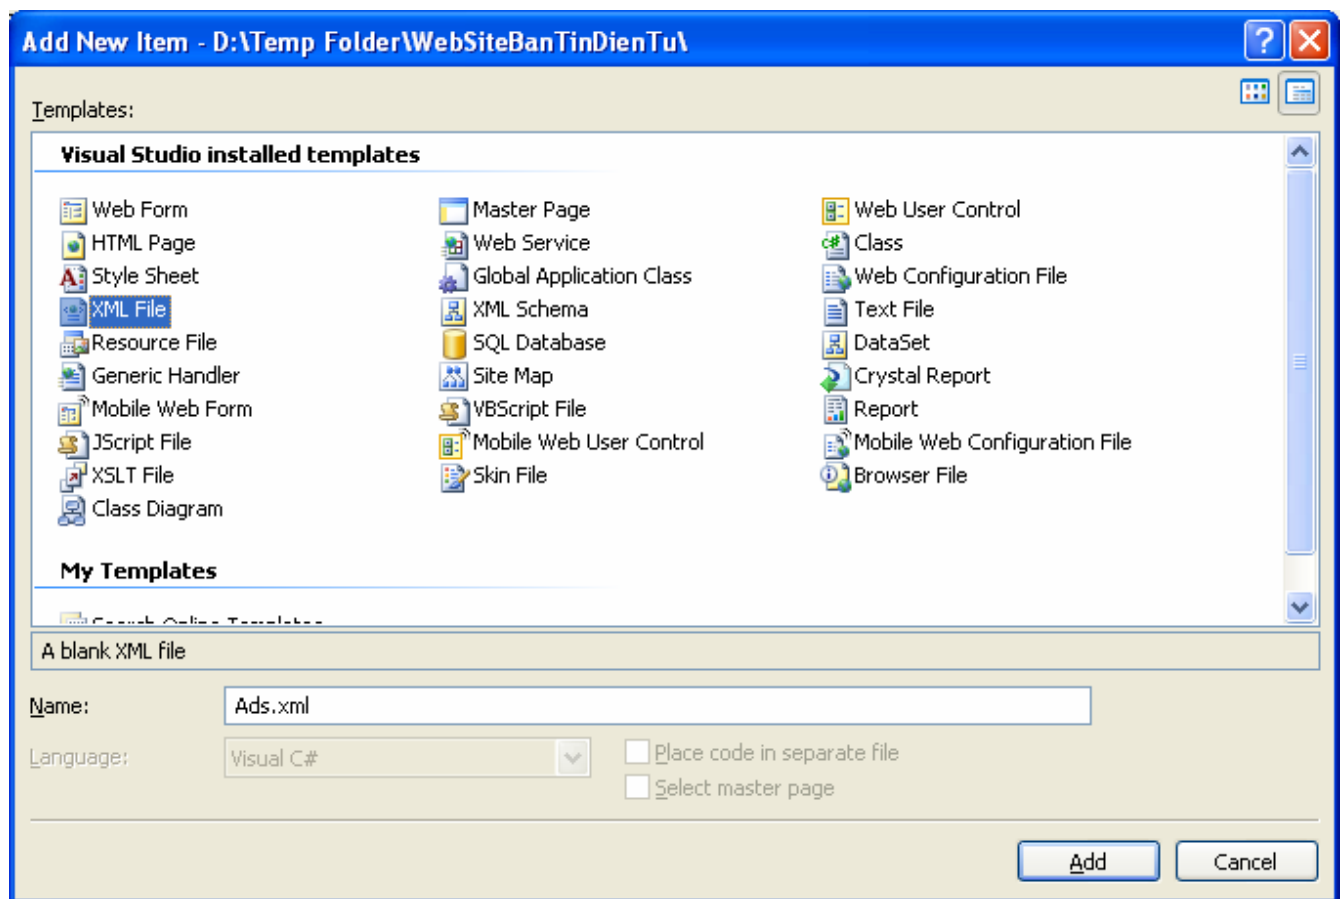 Add New Item - D:\Temp Folder\WebSiteBanTinDienTu\
Templates:
Visual Studio installed templates
Web Form Master Page Web User Control
HTML Page Web Service Class
Style Sheet Global Application Class Web Configuration File
XML File XML Schema Text File
Resource File SQL Database DataSet
Generic Handler Site Map Crystal Report
Mobile Web Form VBScript File Report
JScript File Mobile Web User Control Mobile Web Configuration File
XSLT File Skin File Browser File
Class Diagram
My Templates
Search Online Templates
A blank XML file
Name: Ads.xml
Language: Visual C# Place code in separate file
Select master page
Add Cancel